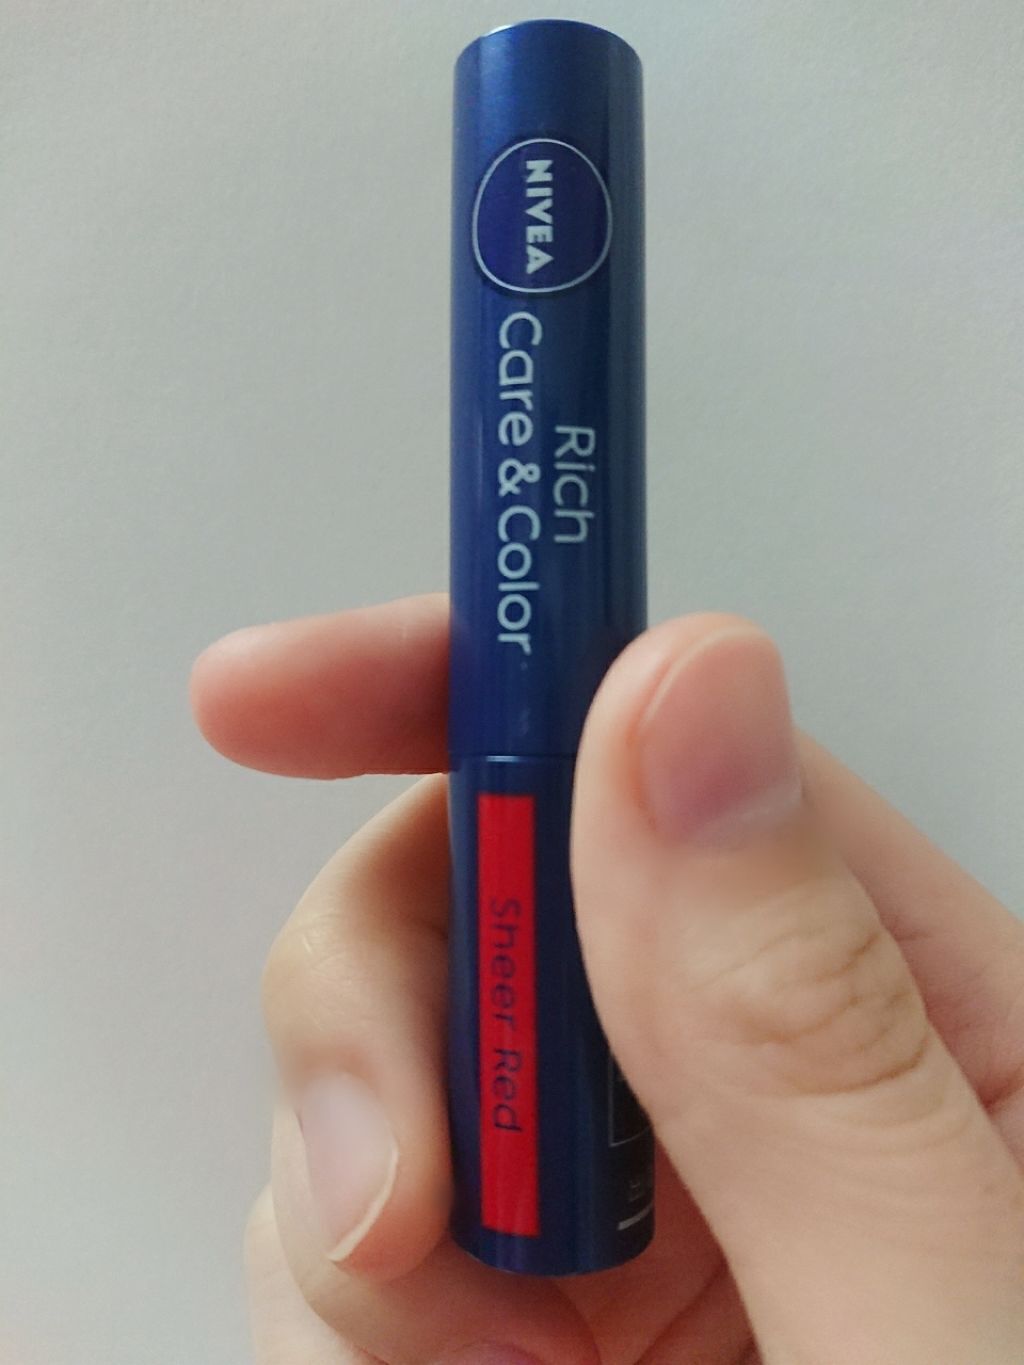 NIVEA
Rich
Care & Color
Sheer Red